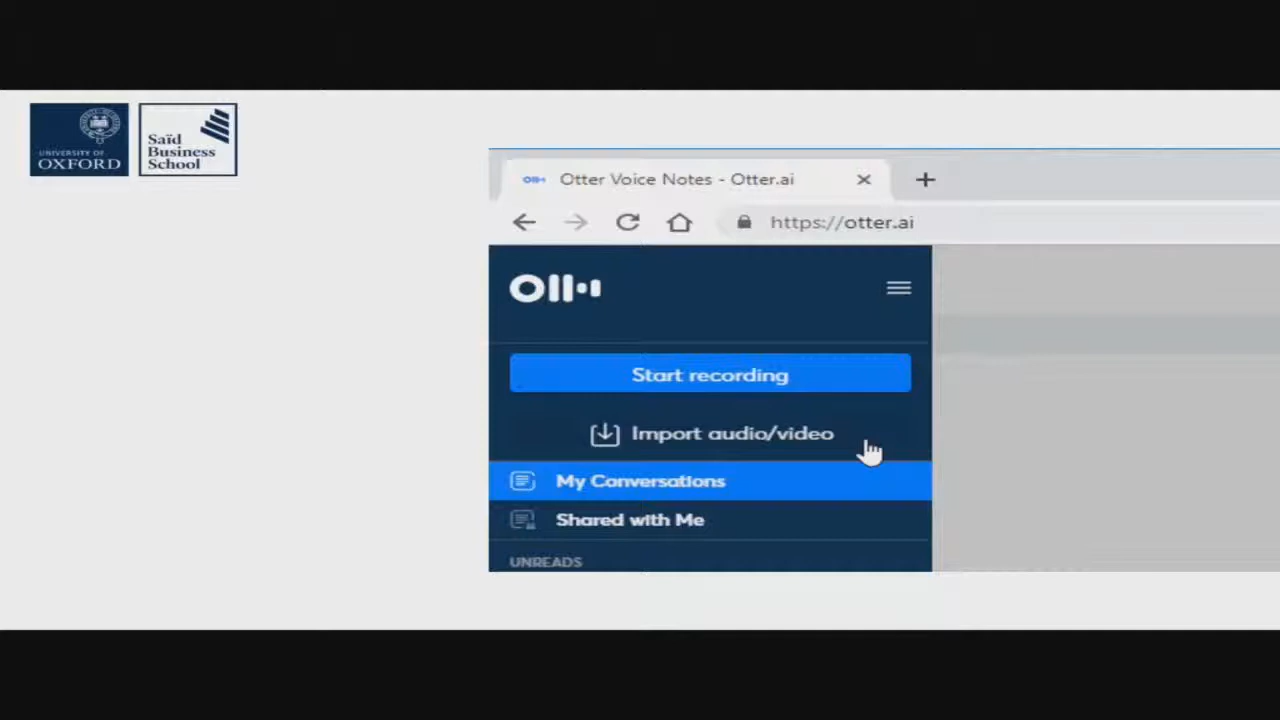 UNIVERSITY OF
OXFORD
Saïd
Business
School
Otter Voice Notes - Otter.ai
https://otter.ai
Start recording
Import audio/video
My Conversations
Shared with Me
UNREADS